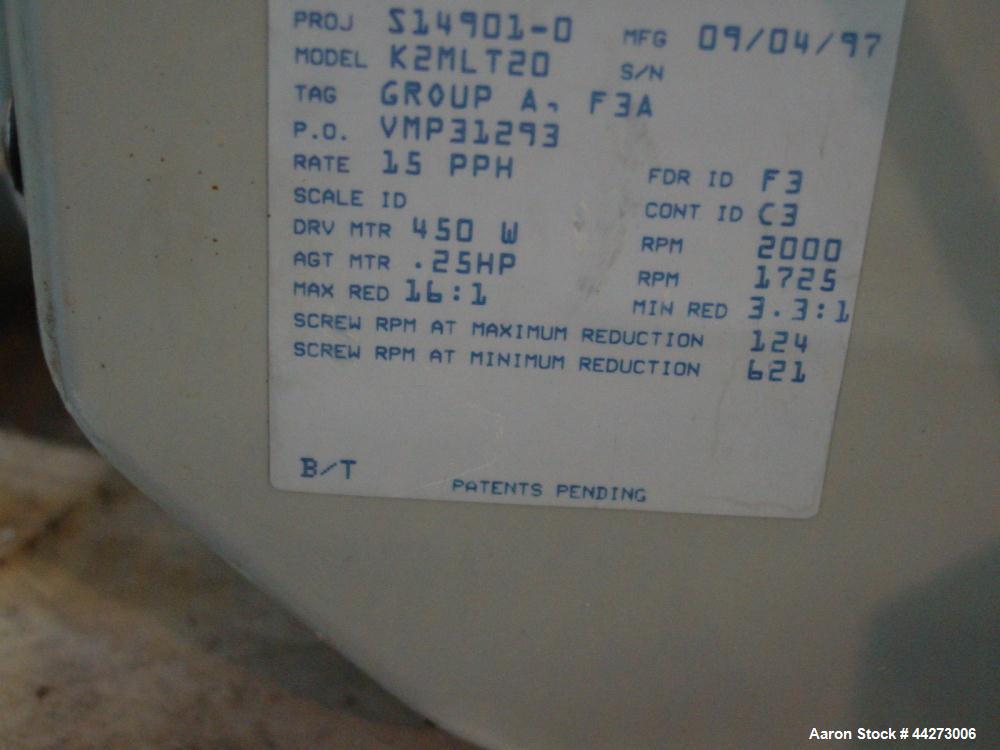 PROJ S14901-0 MFG 09/04/97
MODEL K2MLT20 S/N
TAG GROUP A, F3A
P.O. VMP31293
RATE 15 PPH FDR ID F3
SCALE ID CONT ID C3
DRV MTR 450 W RPM 2000
AGT MTR .25HP RPM 1725
MAX RED 16:1 MIN RED 3.3:1
SCREW RPM AT MAXIMUM REDUCTION 124
SCREW RPM AT MINIMUM REDUCTION 621
B/T
PATENTS PENDING
Aaron Stock # 44273006